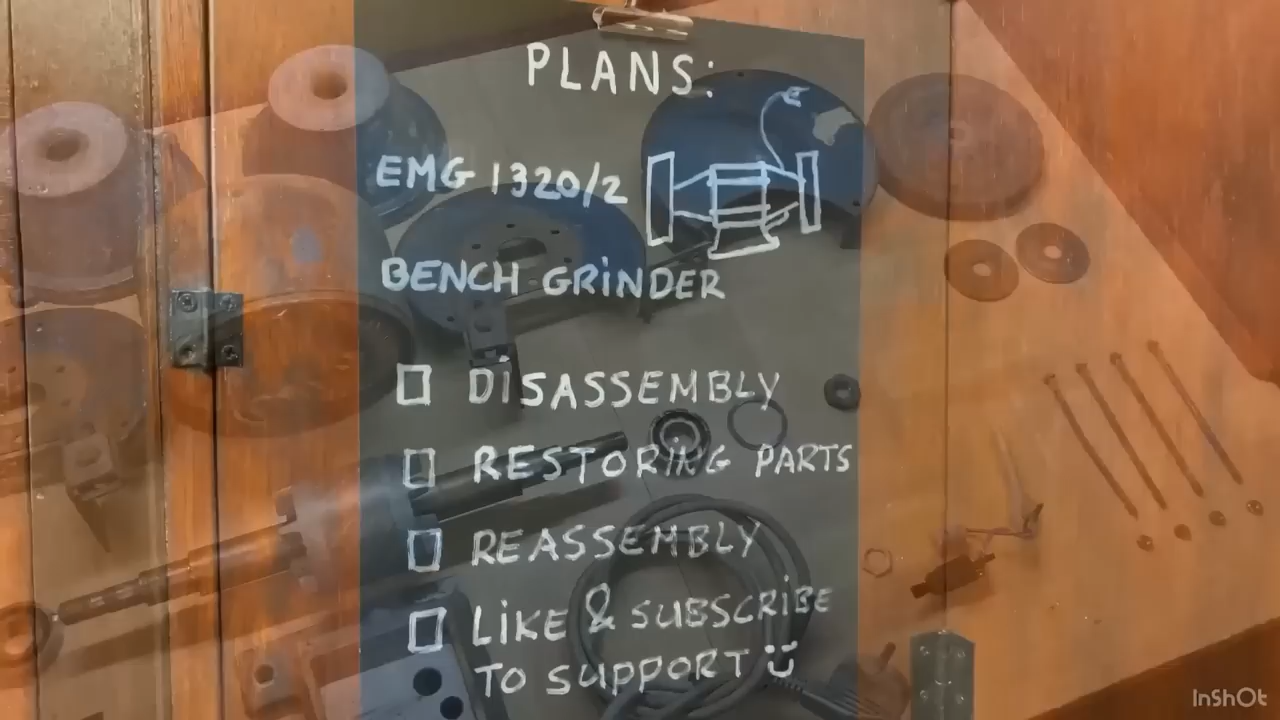 PLANS:
EMG 1320/2
BENCH GRINDER
DISASSEMBLY
RESTORING PARTS
REASSEMBLY
LIKE & SUBSCRIBE
TO SUPPORT
InShOt